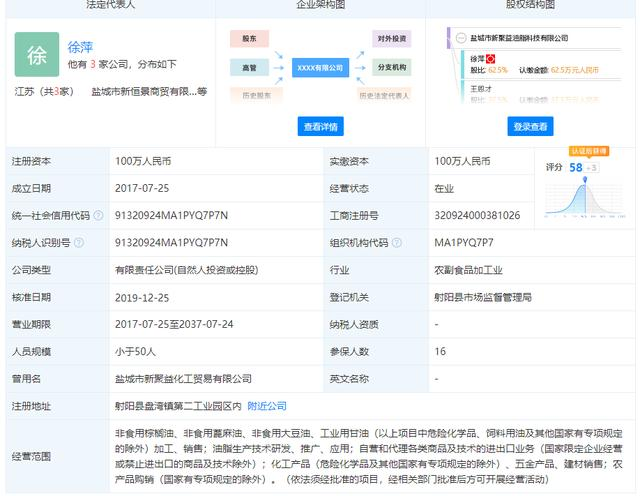 法定代表人
企业架构图
股权结构图
徐
徐萍
他有 3 家公司，分布如下
江苏（共3家） 盐城市新恒景商贸有限...等
股东
高管
历史股东
XXXX有限公司
对外投资
分支机构
历史法定代表人
查看详情
盐城市新聚益油脂科技有限公司
徐萍
股比: 62.5% 认缴金额: 62.5万元人民币
王恩才
登录查看
注册资本 100万人民币 实缴资本 100万人民币
认证后获得
评分 58 +3
成立日期 2017-07-25 经营状态 在业
统一社会信用代码 ? 91320924MA1PYQ7P7N 工商注册号 320924000381026
纳税人识别号 ? 91320924MA1PYQ7P7N 组织机构代码 ? MA1PYQ7P7
公司类型 有限责任公司(自然人投资或控股) 行业 农副食品加工业
核准日期 2019-12-25 登记机关 射阳县市场监督管理局
营业期限 2017-07-25至2037-07-24 纳税人资质 -
人员规模 小于50人 参保人数 16
曾用名 盐城市新聚益化工贸易有限公司 英文名称 -
注册地址 射阳县盘湾镇第二工业园区内 附近公司
经营范围
非食用棕榈油、非食用蓖麻油、非食用大豆油、工业用甘油（以上项目中危险化学品、饲料用油及其他国家有专项规定
的除外）加工、销售；油脂生产技术研发、推广、应用；自营和代理各类商品及技术的进出口业务（国家限定企业经营
或禁止进出口的商品及技术除外）；化工产品（危险化学品及其他国家有专项规定的除外）、五金产品、建材销售；农
产品购销（国家有专项规定的除外）。（依法须经批准的项目，经相关部门批准后方可开展经营活动）